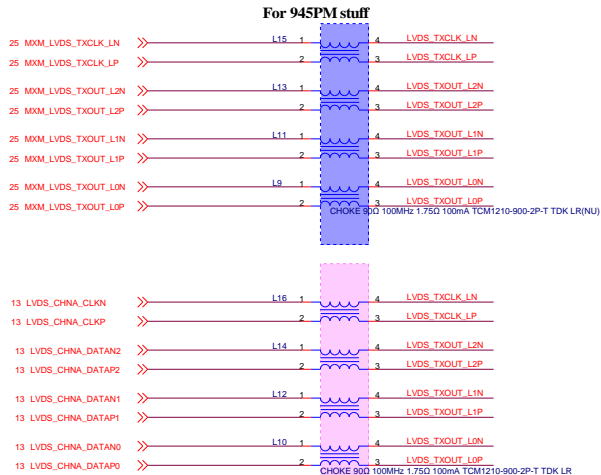 For 945PM stuff
25 MXM_LVDS_TXCLK_LN L15 1 4 LVDS_TXCLK_LN
25 MXM_LVDS_TXCLK_LP 2 3 LVDS_TXCLK_LP
25 MXM_LVDS_TXOUT_L2N L13 1 4 LVDS_TXOUT_L2N
25 MXM_LVDS_TXOUT_L2P 2 3 LVDS_TXOUT_L2P
25 MXM_LVDS_TXOUT_L1N L11 1 4 LVDS_TXOUT_L1N
25 MXM_LVDS_TXOUT_L1P 2 3 LVDS_TXOUT_L1P
25 MXM_LVDS_TXOUT_L0N L9 1 4 LVDS_TXOUT_L0N
25 MXM_LVDS_TXOUT_L0P 2 3 LVDS_TXOUT_L0P
CHOKE 90Ω 100MHz 1.75Ω 100mA TCM1210-900-2P-T TDK LR(NU)
13 LVDS_CHNA_CLKN L16 1 4 LVDS_TXCLK_LN
13 LVDS_CHNA_CLKP 2 3 LVDS_TXCLK_LP
13 LVDS_CHNA_DATAN2 L14 1 4 LVDS_TXOUT_L2N
13 LVDS_CHNA_DATAP2 2 3 LVDS_TXOUT_L2P
13 LVDS_CHNA_DATAN1 L12 1 4 LVDS_TXOUT_L1N
13 LVDS_CHNA_DATAP1 2 3 LVDS_TXOUT_L1P
13 LVDS_CHNA_DATAN0 L10 1 4 LVDS_TXOUT_L0N
13 LVDS_CHNA_DATAP0 2 3 LVDS_TXOUT_L0P
CHOKE 90Ω 100MHz 1.75Ω 100mA TCM1210-900-2P-T TDK LR